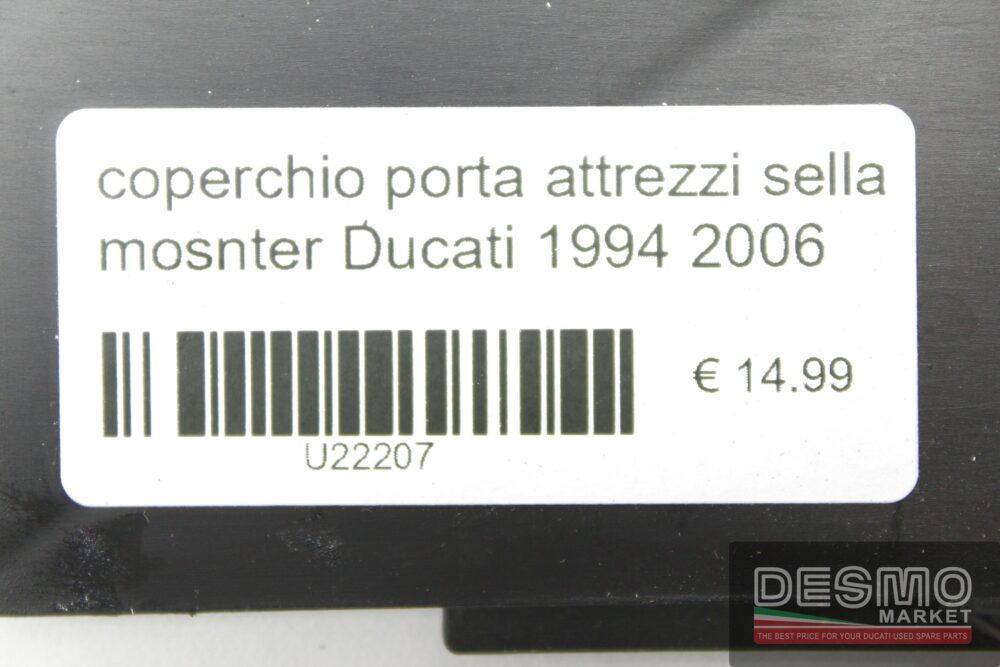 coperchio porta attrezzi sella
mosnter Ducati 1994 2006
€ 14.99
U22207
DESMO
MARKET
THE BEST PRICE FOR YOUR DUCATI USED SPARE PARTS